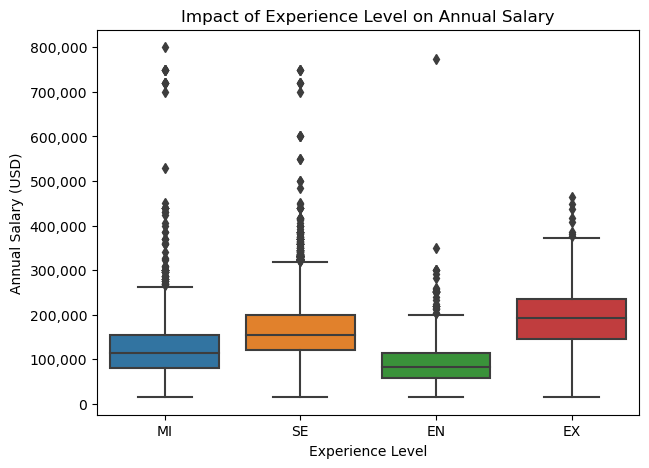 Impact of Experience Level on Annual Salary
800,000
700,000
600,000
500,000
400,000
300,000
200,000
100,000
0
Annual Salary (USD)
MI SE EN EX
Experience Level